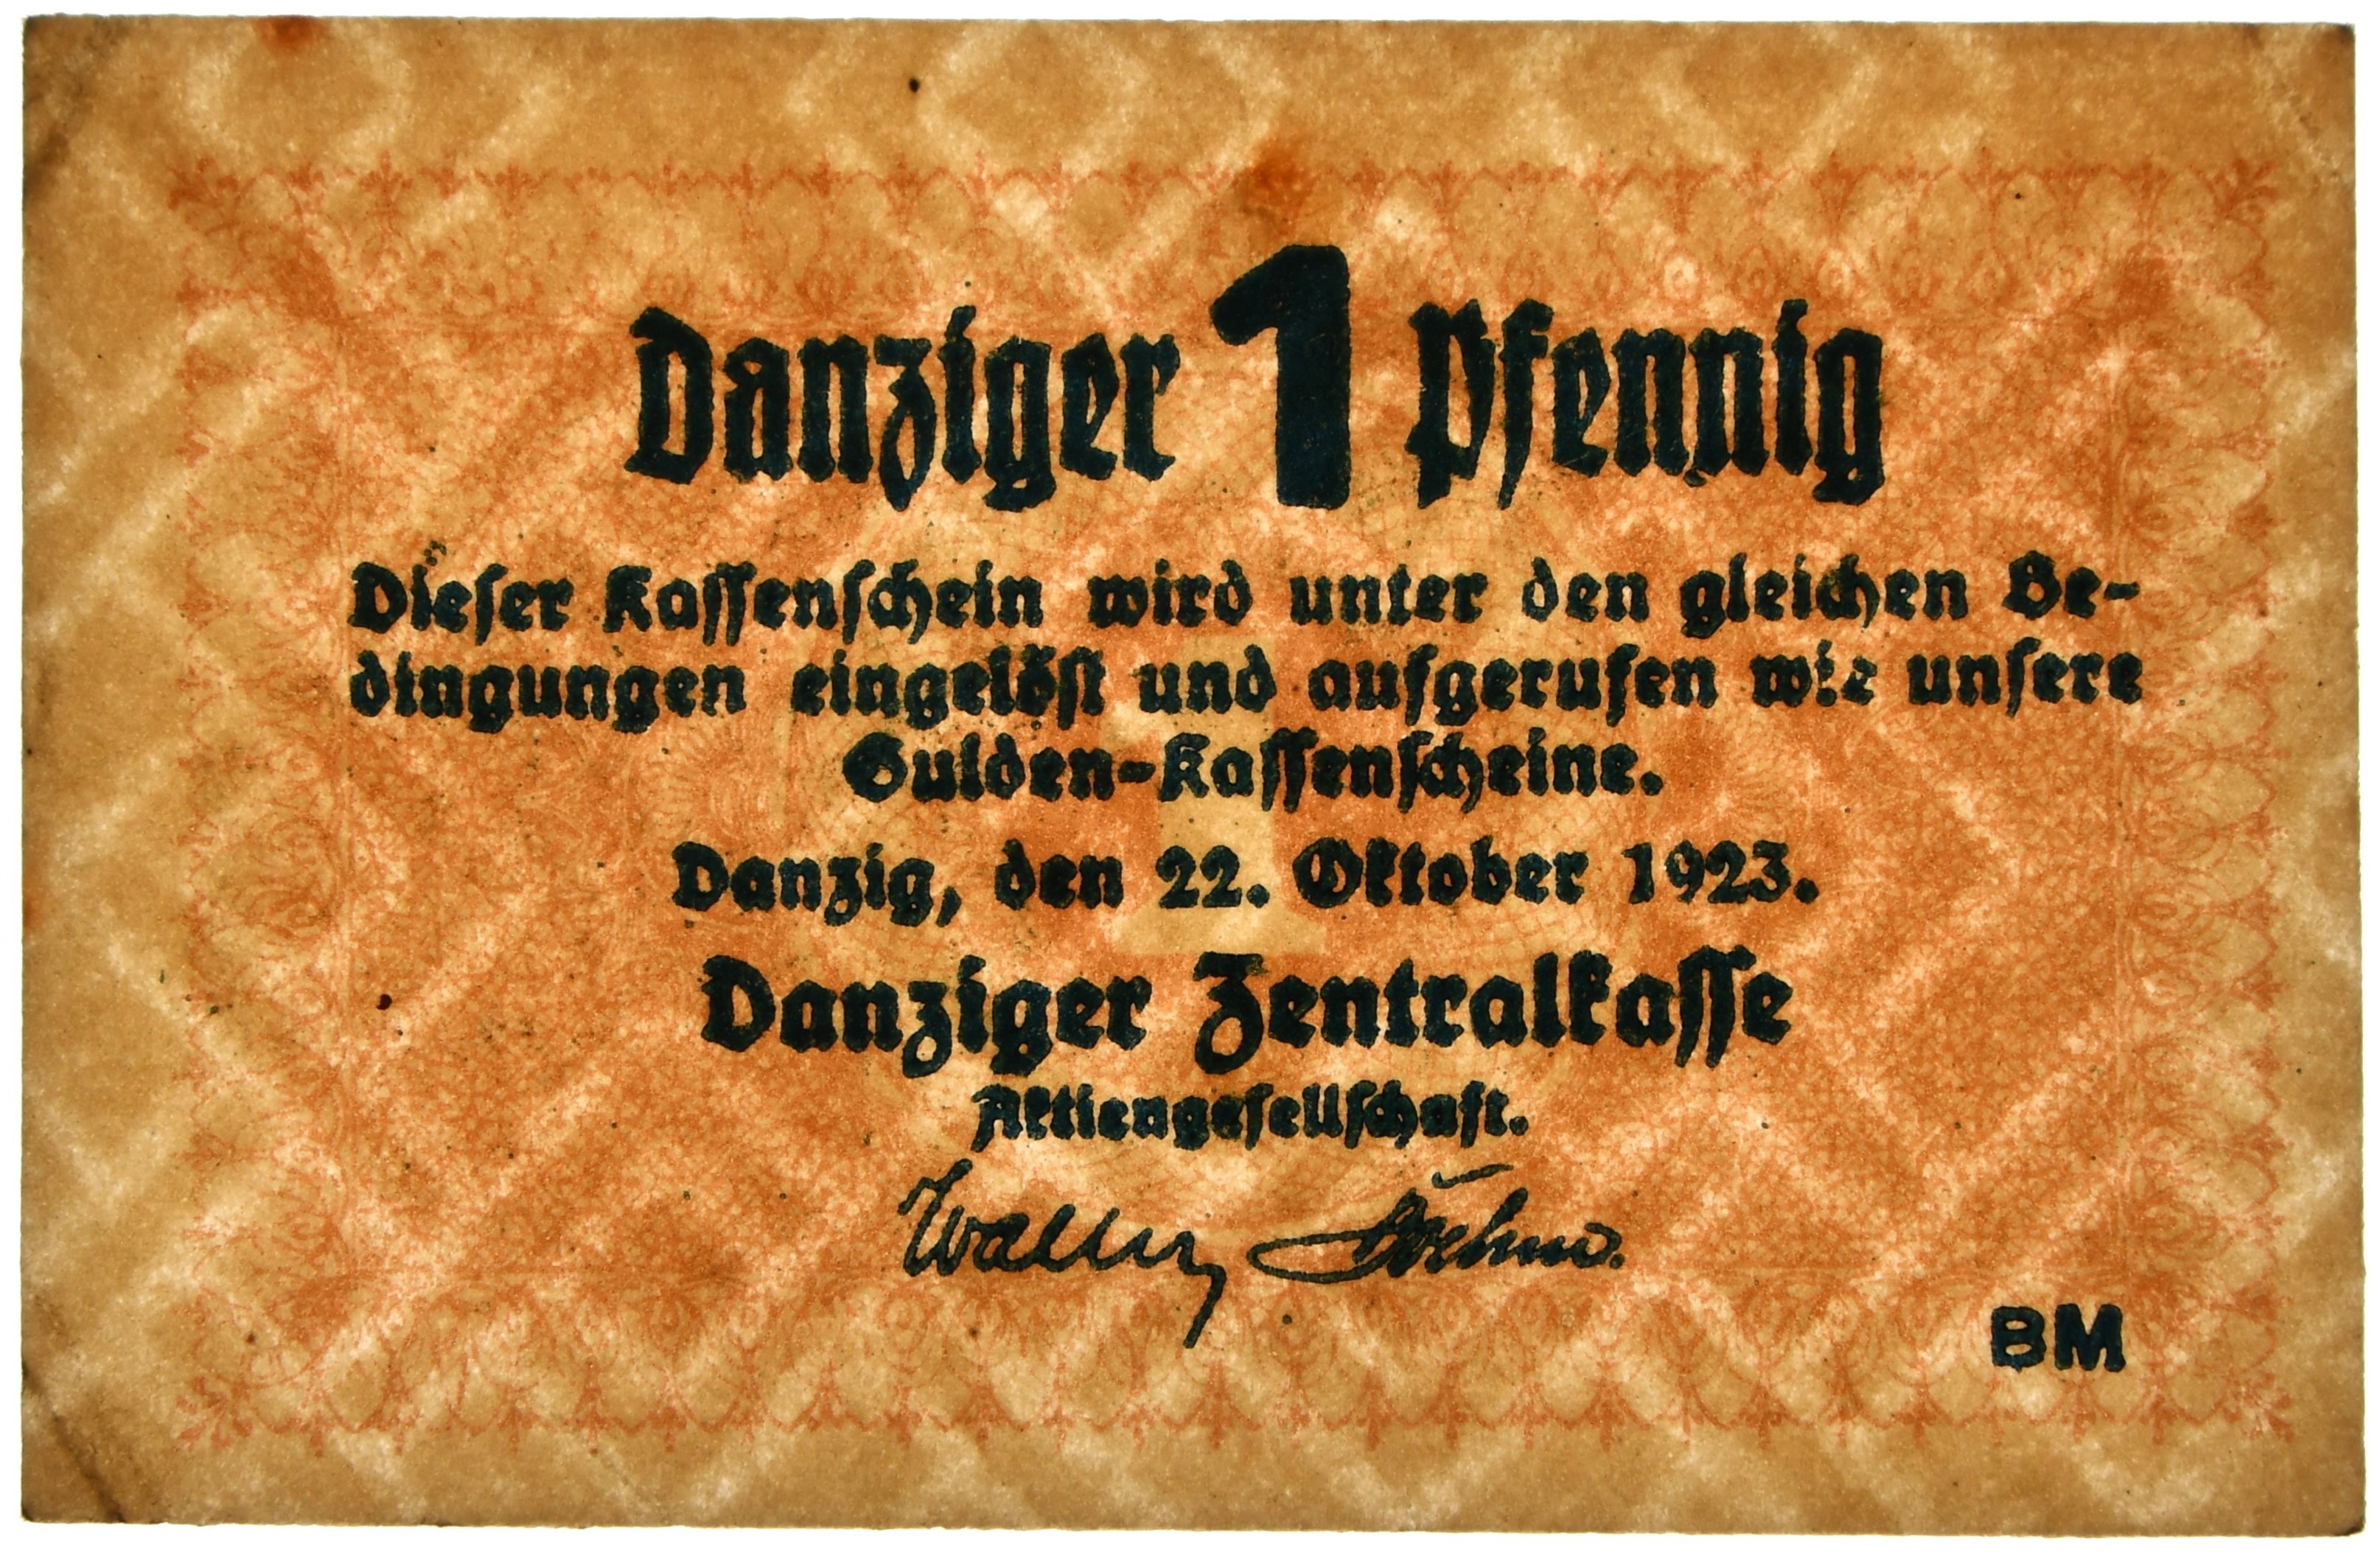 Danziger 1 Pfennig
Dieser Kassenschein wird unter den gleichen Be-
dingungen eingelöst und aufgerufen wie unsere
Gulden-Kassenscheine.
Danzig, den 22. Oktober 1923.
Danziger Zentralkasse
Aktiengesellschaft.
BM